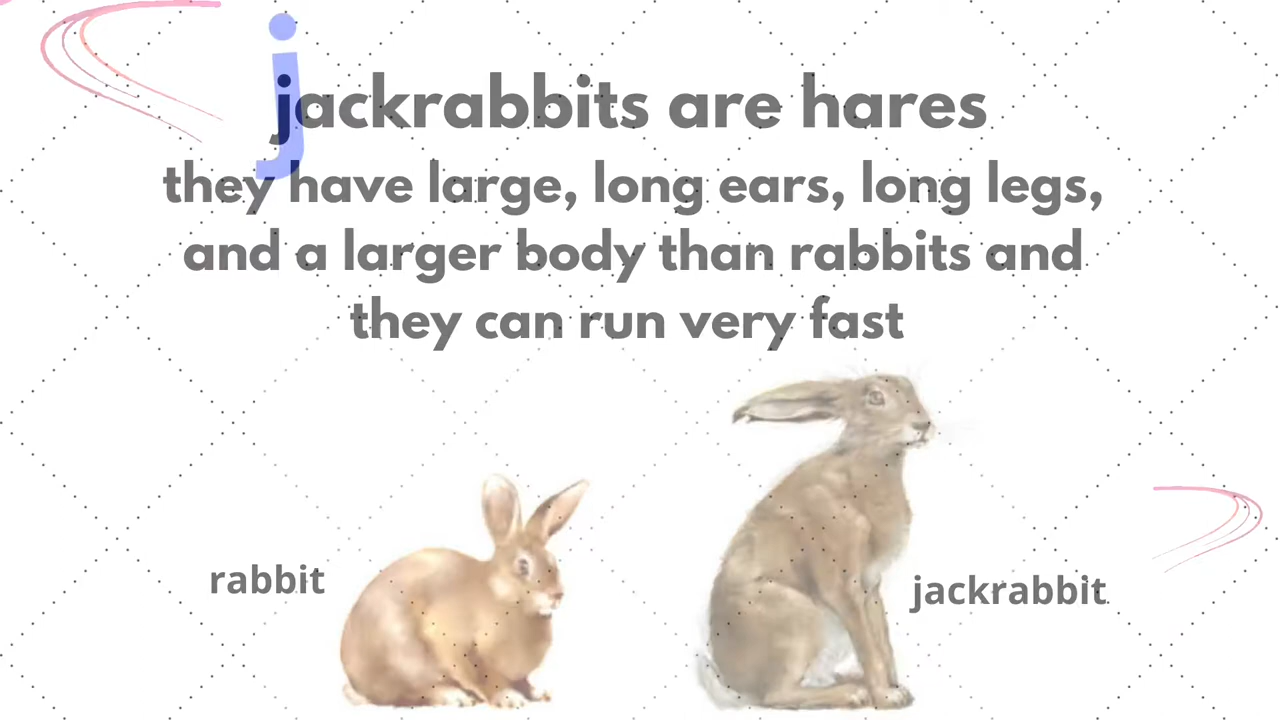 j
jackrabbits are hares
they have large, long ears, long legs,
and a larger body than rabbits and
they can run very fast
rabbit
jackrabbit